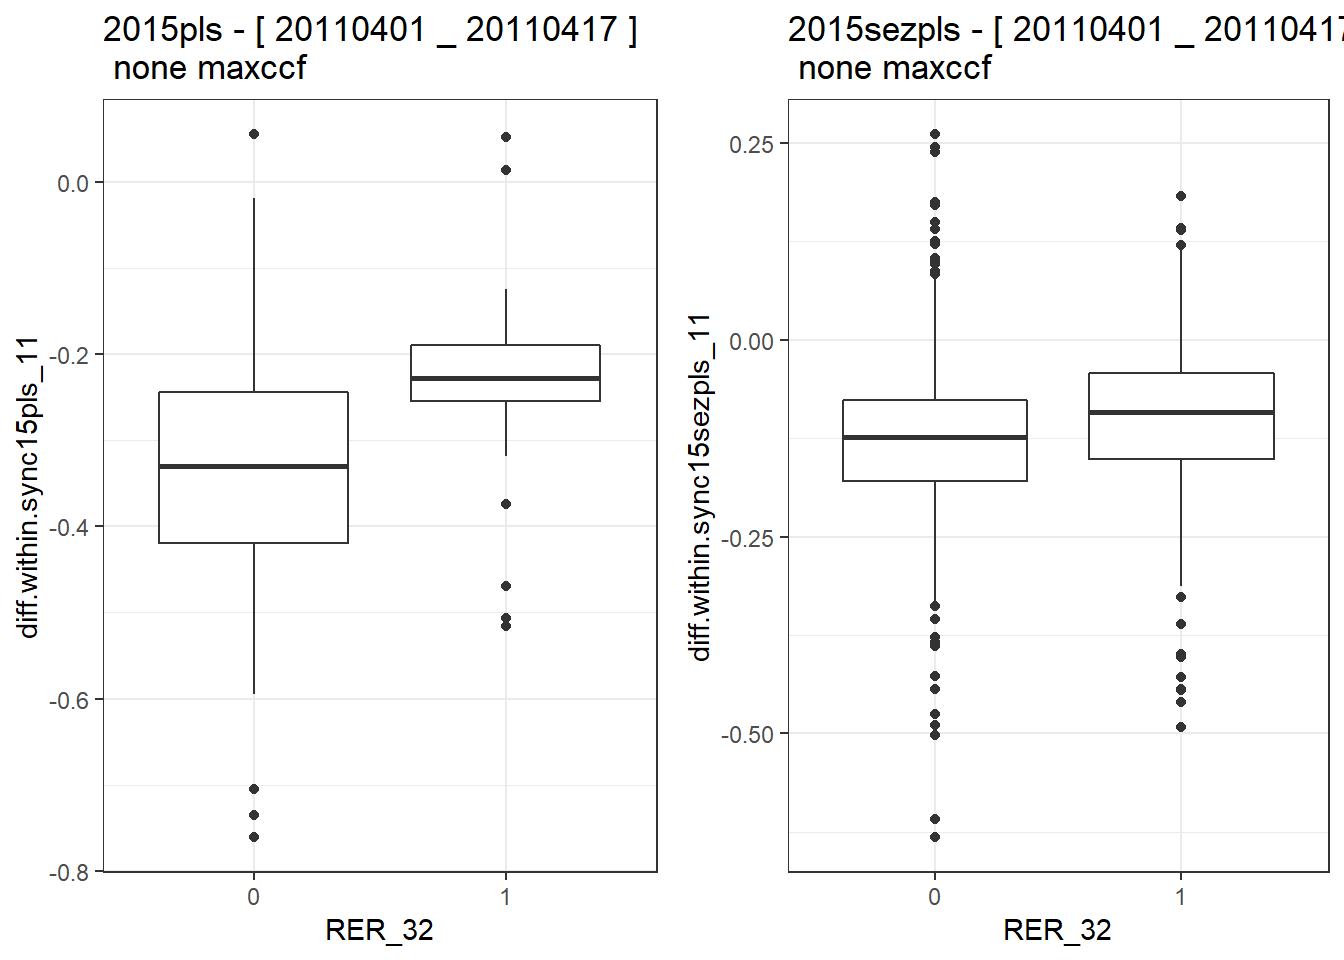 2015pls - [ 20110401 _ 20110417 ]
none maxccf
0.0
-0.2
-0.4
-0.6
-0.8
diff.within.sync15pls_11
0
1
RER_32
2015sezpls - [ 20110401 _ 20110417
none maxccf
0.25
0.00
-0.25
-0.50
diff.within.sync15sezpls_11
0
1
RER_32